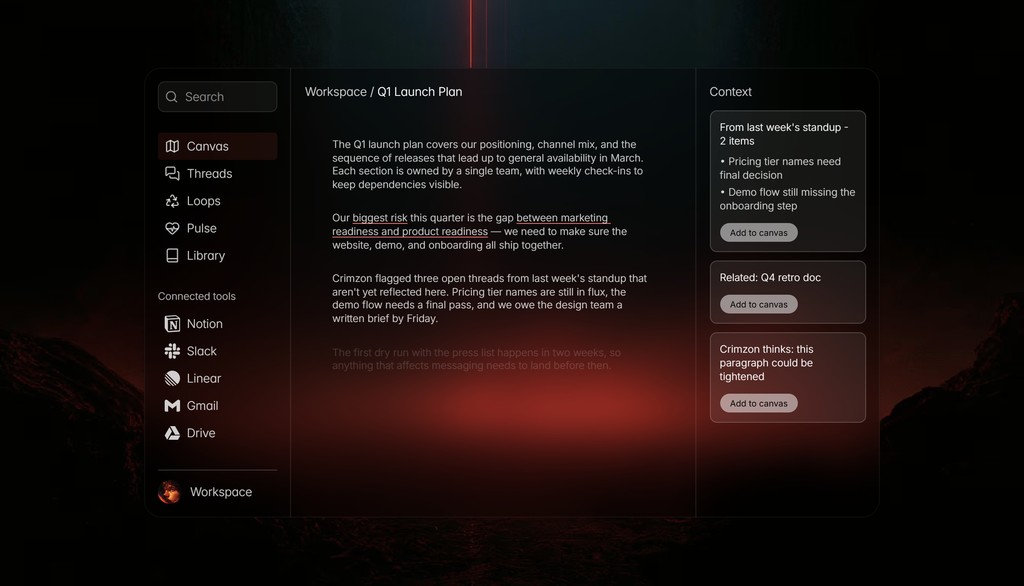 Search
Canvas
Threads
Loops
Pulse
Library
Connected tools
Notion
Slack
Linear
Gmail
Drive
Workspace
Workspace / Q1 Launch Plan
The Q1 launch plan covers our positioning, channel mix, and the
sequence of releases that lead up to general availability in March.
Each section is owned by a single team, with weekly check-ins to
keep dependencies visible.
Our biggest risk this quarter is the gap between marketing
readiness and product readiness — we need to make sure the
website, demo, and onboarding all ship together.
Crimzon flagged three open threads from last week's standup that
aren't yet reflected here. Pricing tier names are still in flux, the
demo flow needs a final pass, and we owe the design team a
written brief by Friday.
The first dry run with the press list happens in two weeks, so
anything that affects messaging needs to land before then.
Context
From last week's standup -
2 items
• Pricing tier names need
final decision
• Demo flow still missing the
onboarding step
Add to canvas
Related: Q4 retro doc
Add to canvas
Crimzon thinks: this
paragraph could be
tightened
Add to canvas